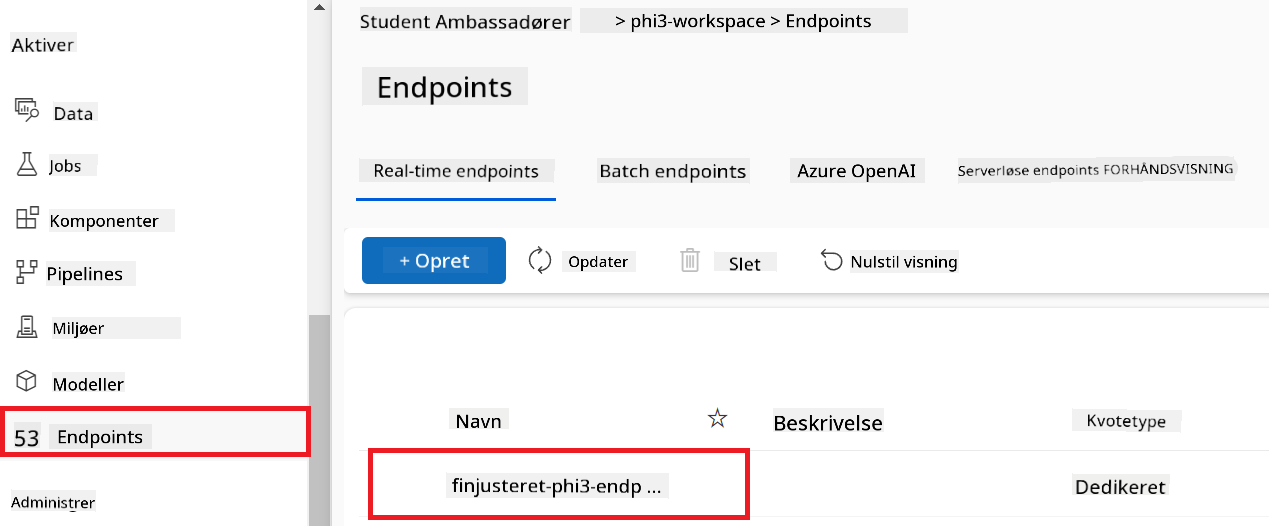 Aktiver
Data
Jobs
Komponenter
Pipelines
Miljøer
Modeller
53 Endpoints
Administrer
Student Ambassadører > phi3-workspace > Endpoints
Endpoints
Real-time endpoints Batch endpoints Azure OpenAI Serverløse endpoints FORHÅNDSVISNING
+ Opret Opdater Slet Nulstil visning
Navn Beskrivelse Kvotetype
finjusteret-phi3-endp ... Dedikeret